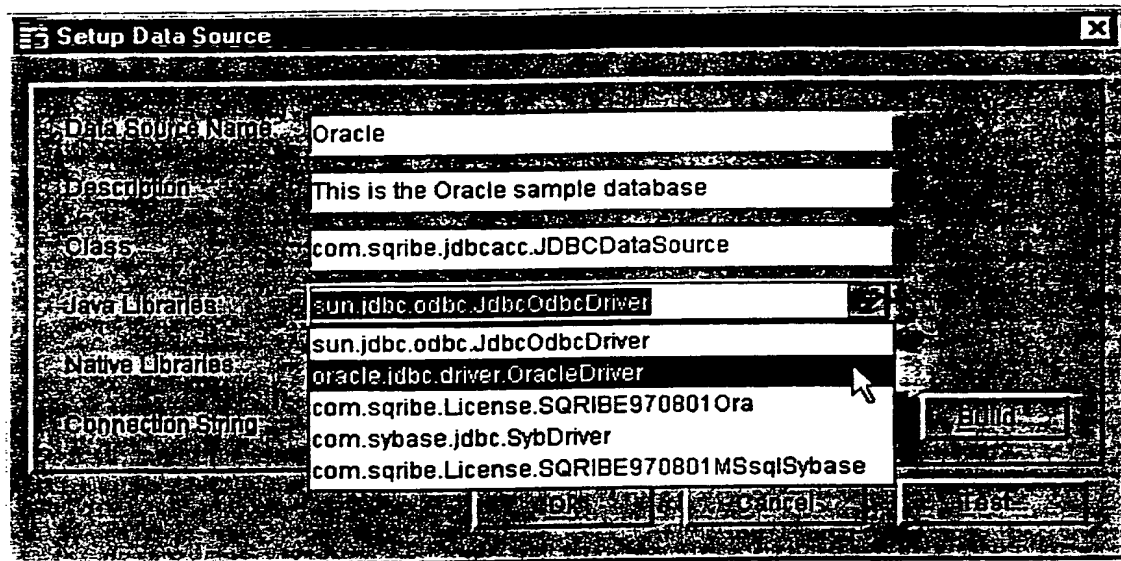 Setup Data Source
Data Source Name
Oracle
Description
This is the Oracle sample database
Class
com.sqribe.jdbcacc.JDBCDataSource
Java Libraries
sun.jdbc.odbc.JdbcOdbcDriver
sun.jdbc.odbc.JdbcOdbcDriver
Native Libraries
oracle.jdbc.driver.OracleDriver
com.sqribe.License.SQRIBE970801Ora
Connection String
Build...
com.sybase.jdbc.SybDriver
com.sqribe.License.SQRIBE970801MSsqlSybase
OK
Cancel
Test...